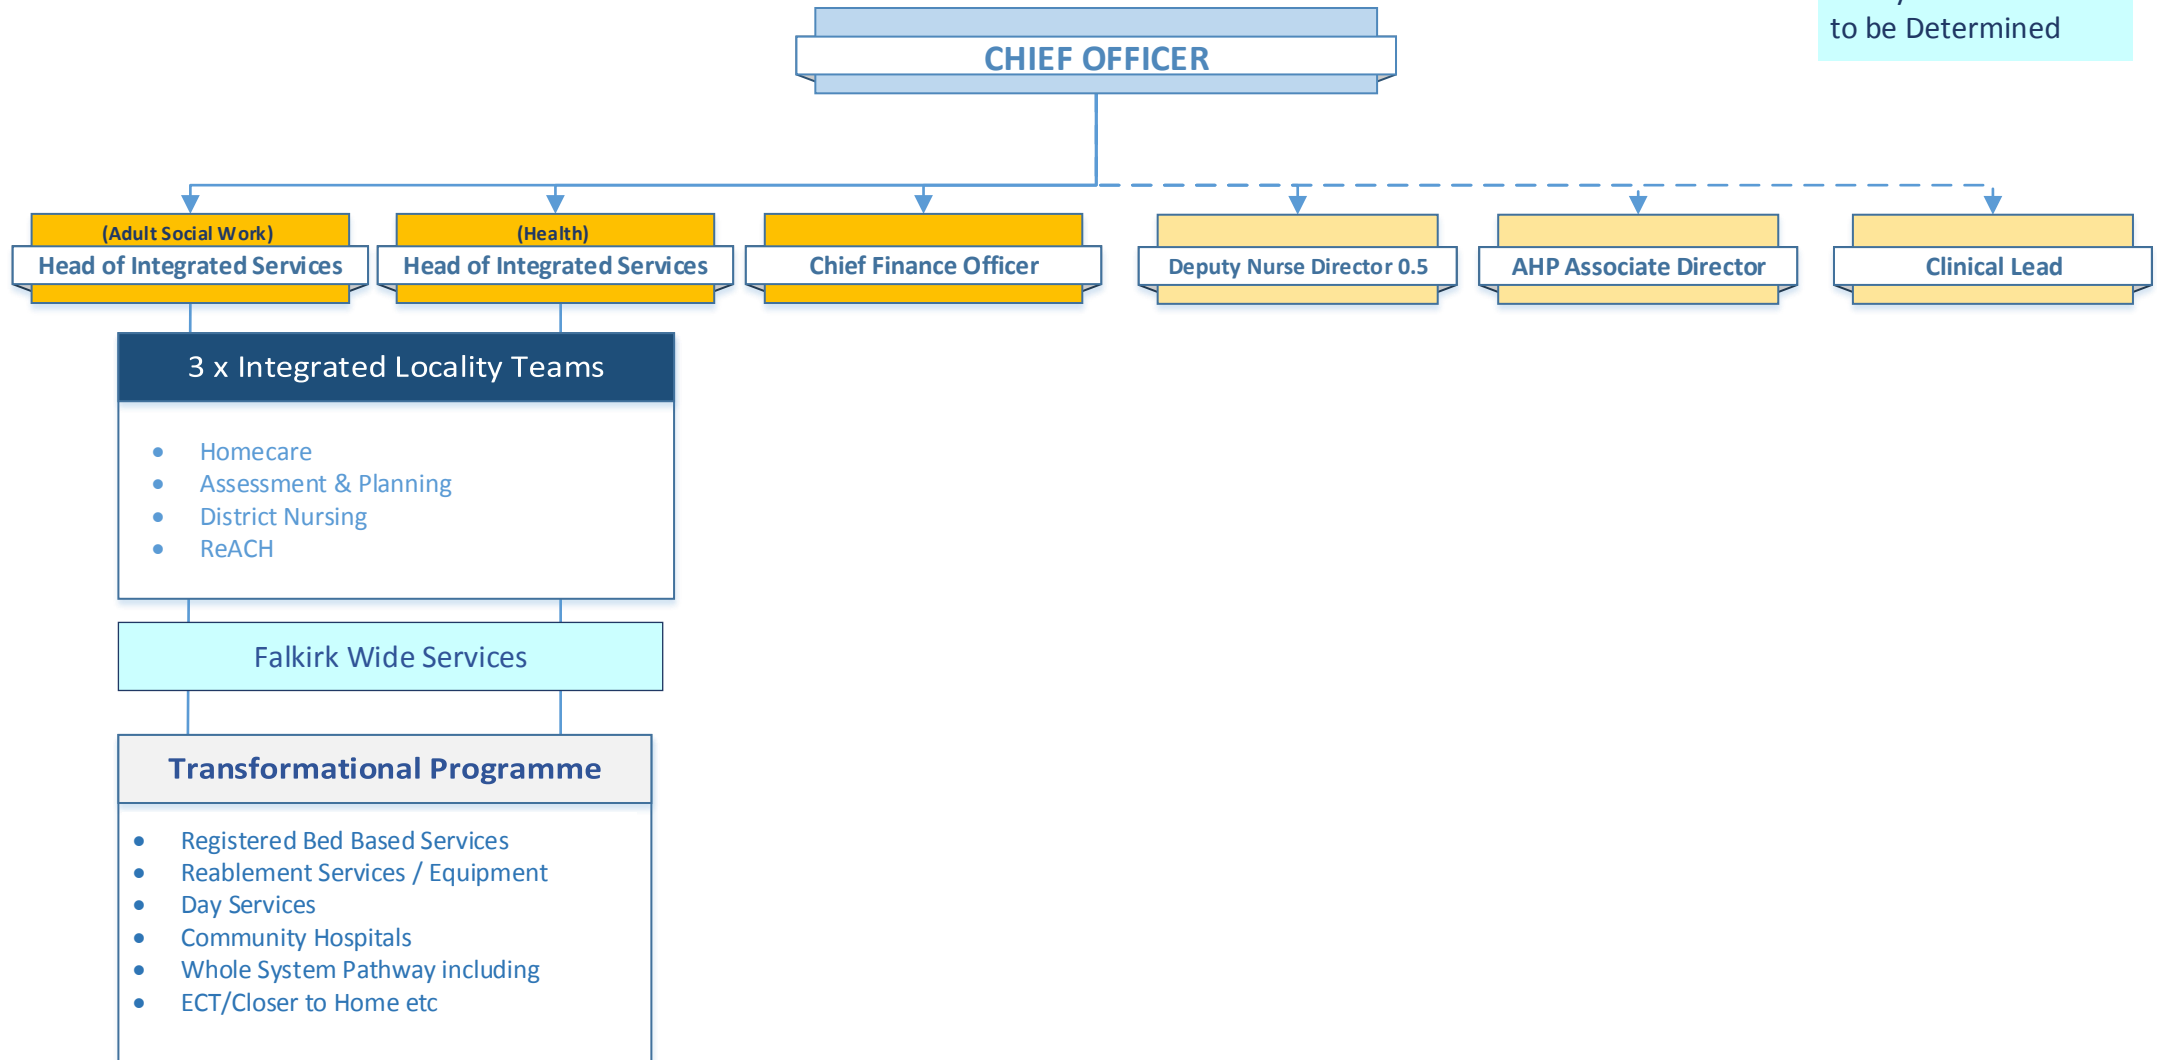 to be Determined
CHIEF OFFICER
(Adult Social Work)
Head of Integrated Services
(Health)
Head of Integrated Services
Chief Finance Officer
Deputy Nurse Director 0.5
AHP Associate Director
Clinical Lead
3 x Integrated Locality Teams
• Homecare
• Assessment & Planning
• District Nursing
• ReACH
Falkirk Wide Services
Transformational Programme
• Registered Bed Based Services
• Reablement Services / Equipment
• Day Services
• Community Hospitals
• Whole System Pathway including
• ECT/Closer to Home etc